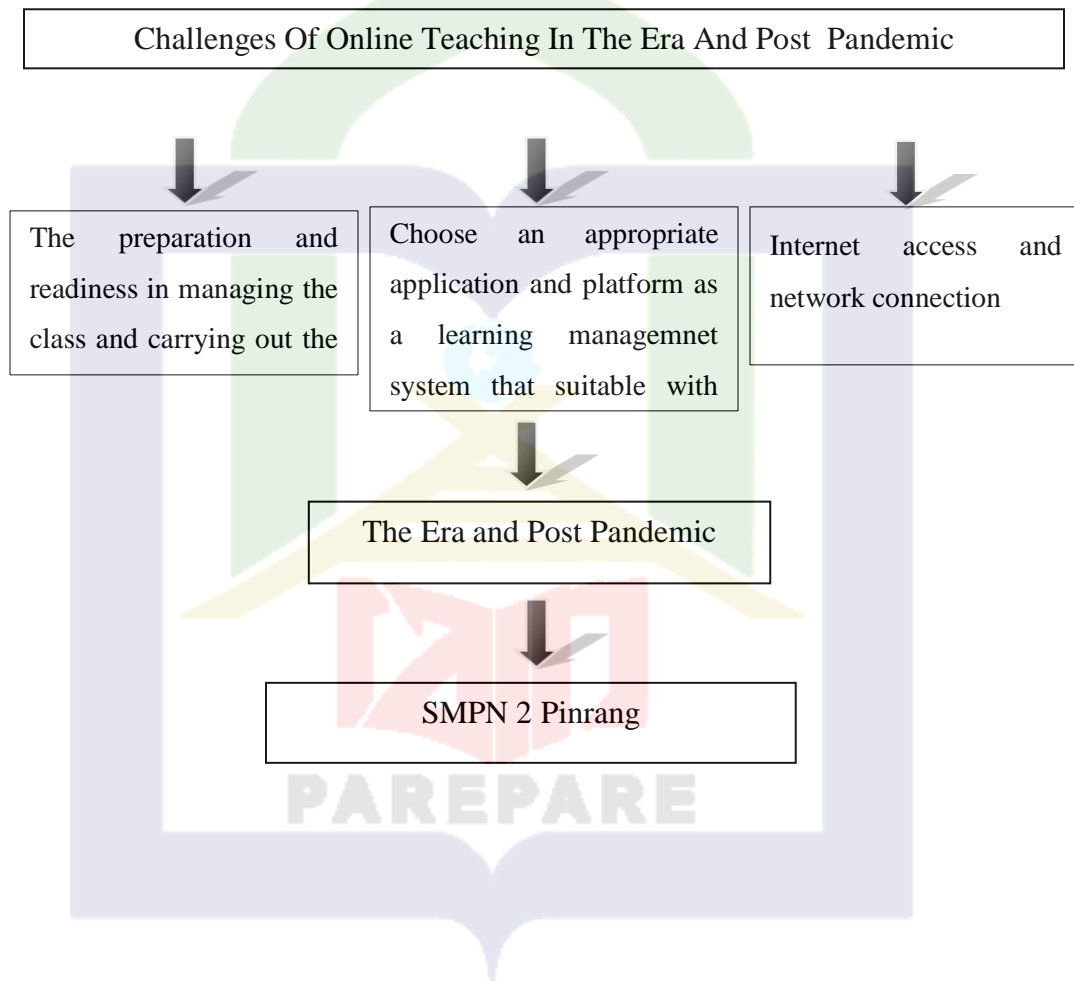 Challenges Of Online Teaching In The Era And Post Pandemic
The preparation and
readiness in managing the
class and carrying out the
Choose an appropriate
application and platform as
a learning managemnet
system that suitable with
Internet access and
network connection
The Era and Post Pandemic
SMPN 2 Pinrang
PAREPARE